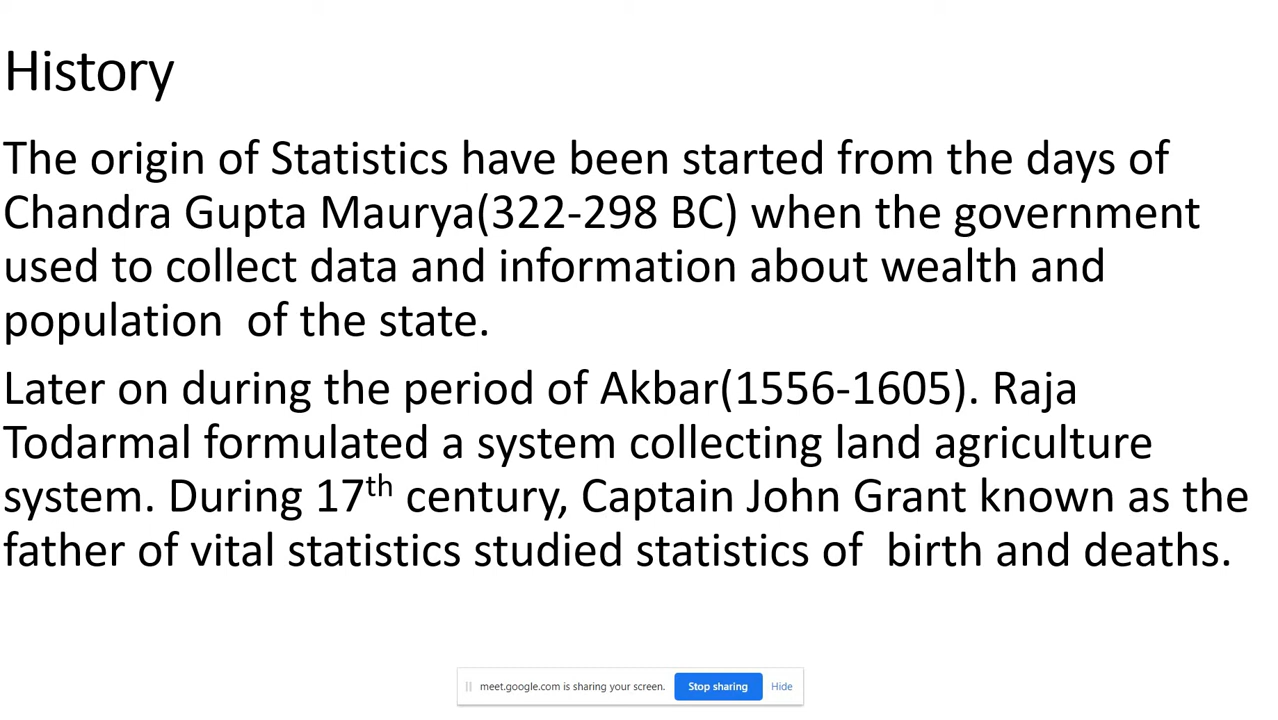 History
The origin of Statistics have been started from the days of
Chandra Gupta Maurya(322-298 BC) when the government
used to collect data and information about wealth and
population  of the state.
Later on during the period of Akbar(1556-1605). Raja
Todarmal formulated a system collecting land agriculture
system. During 17th century, Captain John Grant known as the
father of vital statistics studied statistics of  birth and deaths.
meet.google.com is sharing your screen. Stop sharing Hide